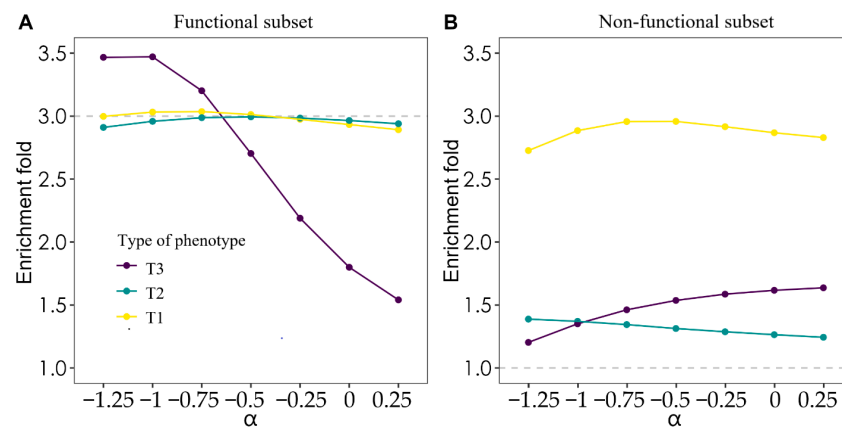 A
Functional subset
Enrichment fold
3.5
3.0
2.5
2.0
1.5
1.0
Type of phenotype
T3
T2
T1
−1.25 −1 −0.75 −0.5 −0.25 0 0.25
α
B
Non-functional subset
Enrichment fold
3.5
3.0
2.5
2.0
1.5
1.0
−1.25 −1 −0.75 −0.5 −0.25 0 0.25
α